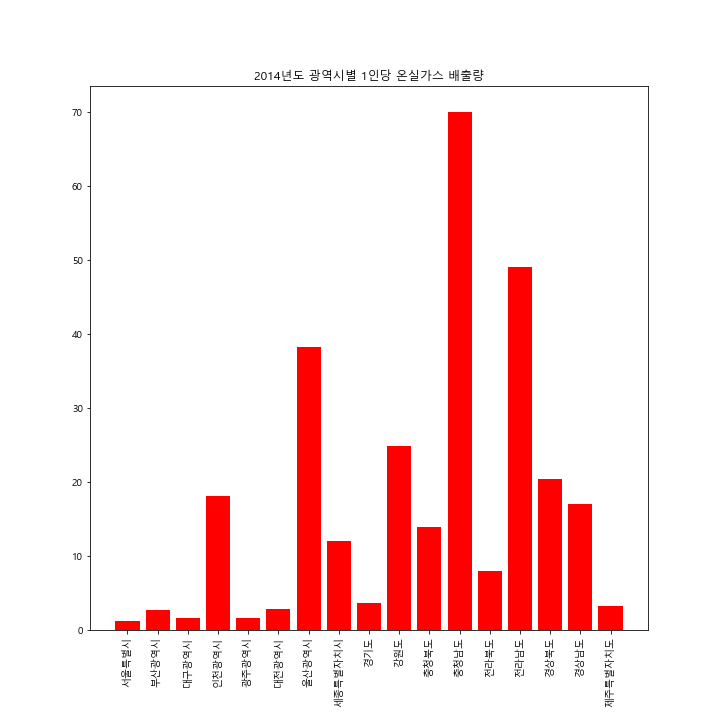 2014년도 광역시별 1인당 온실가스 배출량
70
60
50
40
30
20
10
0
서울특별시
부산광역시
대구광역시
인천광역시
광주광역시
대전광역시
울산광역시
세종특별자치시
경기도
강원도
충청북도
충청남도
전라북도
전라남도
경상북도
경상남도
제주특별자치도